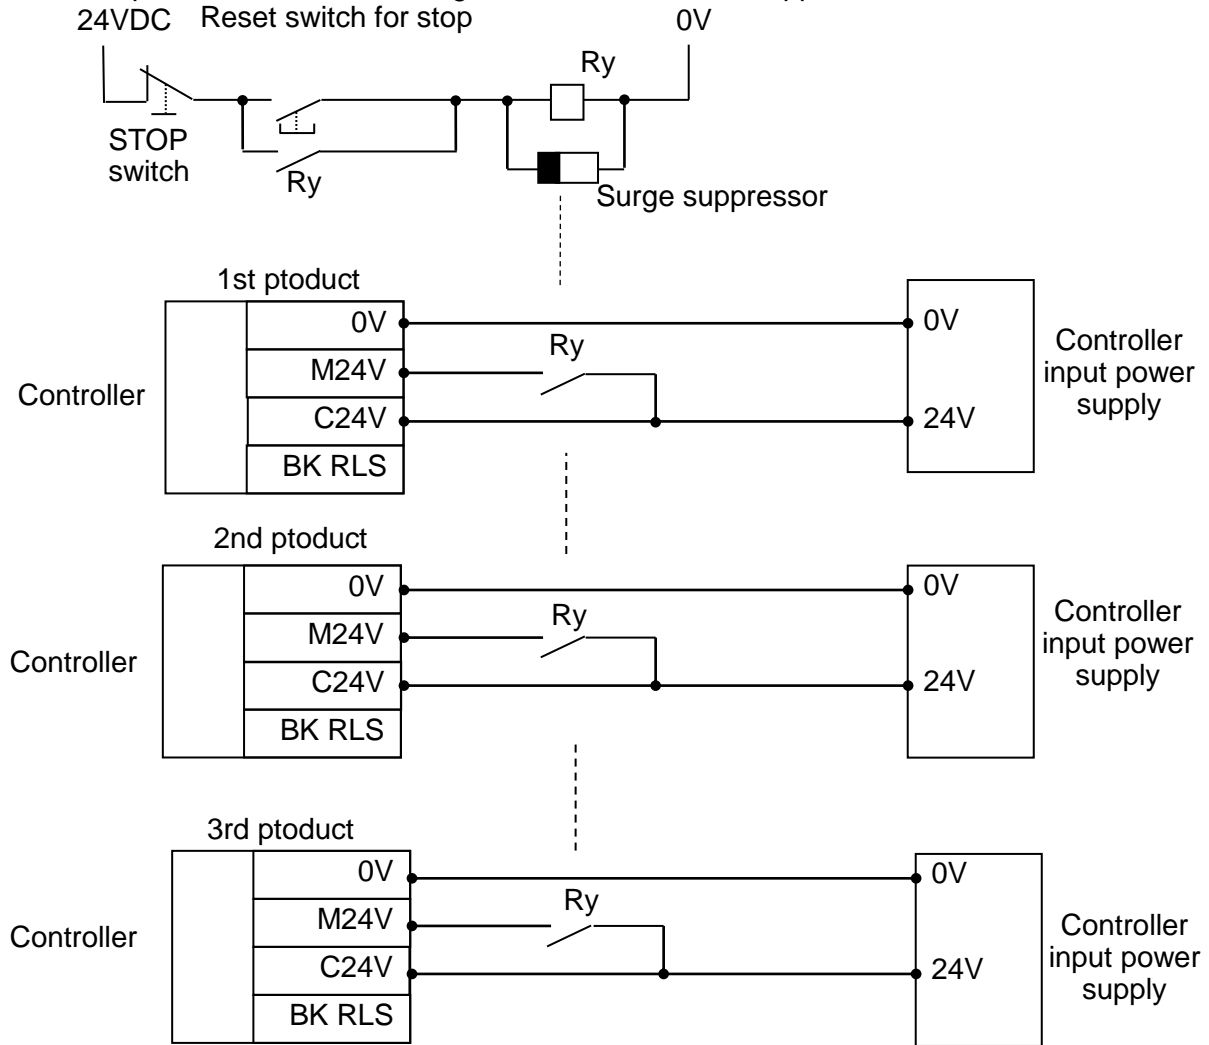 24VDC
Reset switch for stop
0V
Ry
STOP
switch
Ry
Surge suppressor
1st ptoduct
Controller
0V
M24V
C24V
BK RLS
Ry
0V
24V
Controller
input power
supply
2nd ptoduct
Controller
0V
M24V
C24V
BK RLS
Ry
0V
24V
Controller
input power
supply
3rd ptoduct
Controller
0V
M24V
C24V
BK RLS
Ry
0V
24V
Controller
input power
supply